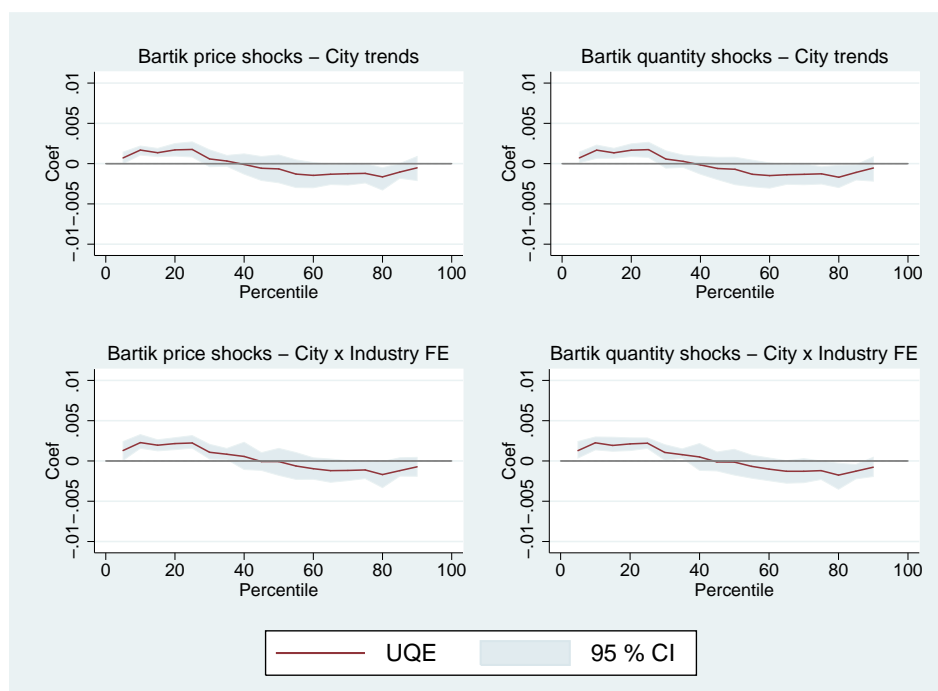 Bartik price shocks – City trends
Bartik quantity shocks – City trends
Coef
-.01-.005 0 .005 .01
0 20 40 60 80 100
Percentile
Coef
-.01-.005 0 .005 .01
0 20 40 60 80 100
Percentile
Bartik price shocks – City x Industry FE
Bartik quantity shocks – City x Industry FE
Coef
-.01-.005 0 .005 .01
0 20 40 60 80 100
Percentile
Coef
-.01-.005 0 .005 .01
0 20 40 60 80 100
Percentile
UQE 95 % CI